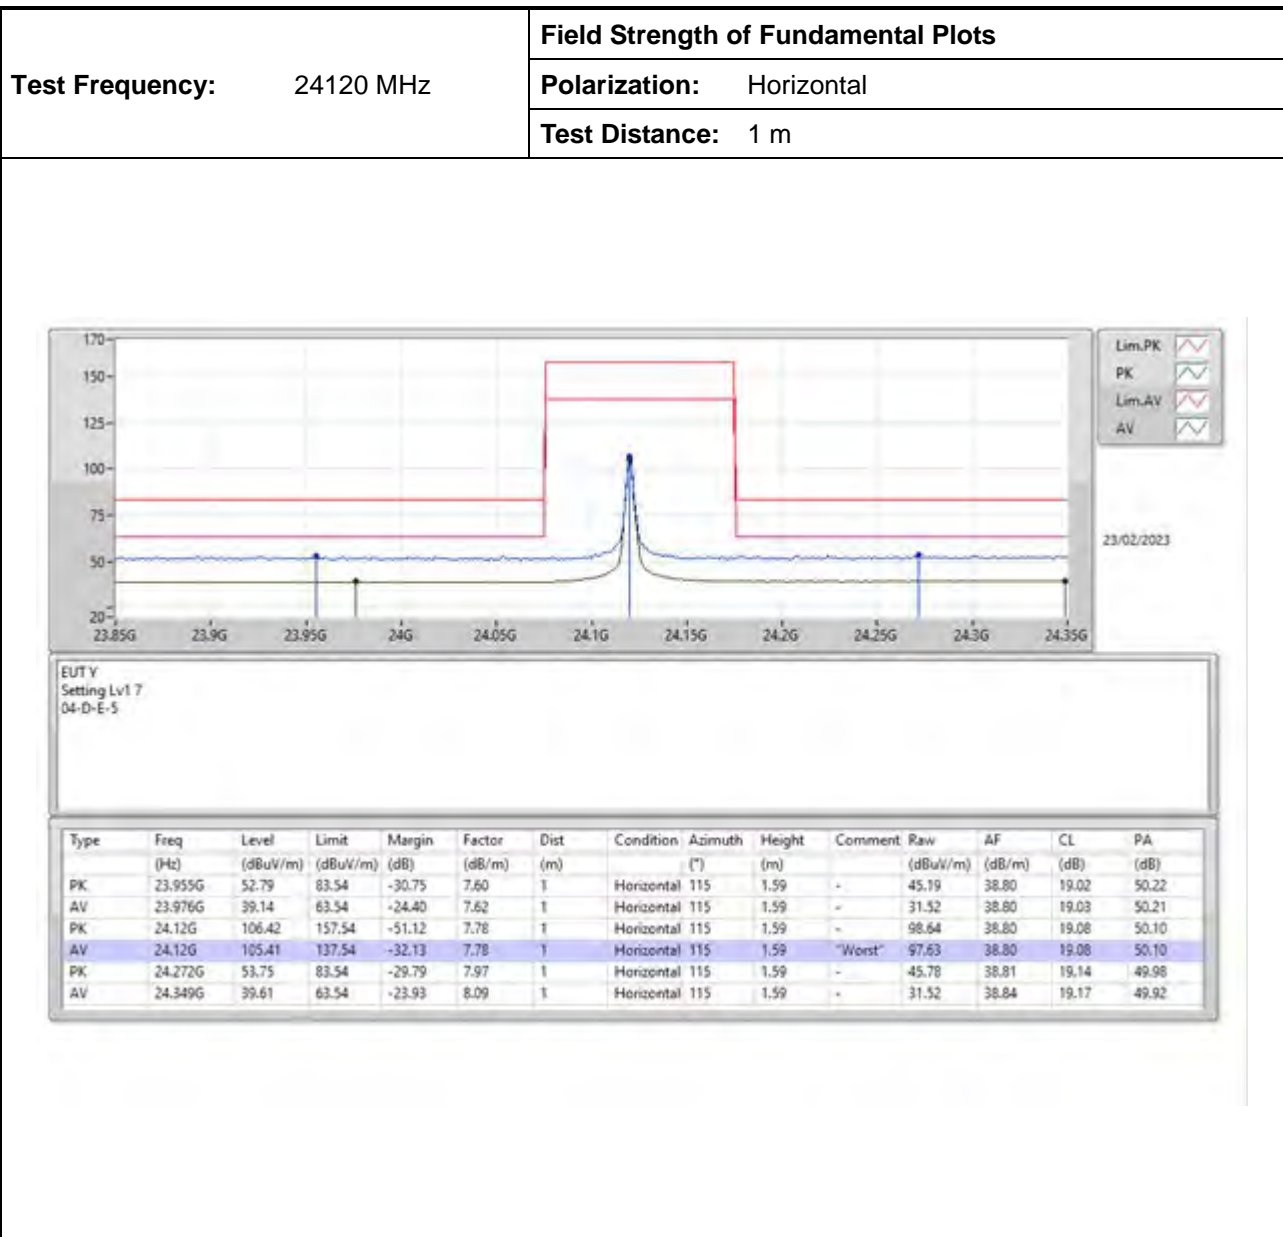 Field Strength of Fundamental Plots
Test Frequency: 24120 MHz
Polarization: Horizontal
Test Distance: 1 m
170
150
125
100
75
50
20
23.85G 23.9G 23.95G 24G 24.05G 24.1G 24.15G 24.2G 24.25G 24.3G 24.35G
Lim.PK
PK
Lim.AV
AV
23/02/2023
EUT Y
Setting Lv1 7
04-D-E-5
Type Freq Level Limit Margin Factor Dist Condition Azimuth Height Comment Raw AF CL PA
(Hz) (dBuV/m) (dBuV/m) (dB) (dB/m) (m) (°) (m) (dBuV/m) (dB/m) (dB) (dB)
PK 23.955G 52.79 83.54 -30.75 7.60 1 Horizontal 115 1.59 - 45.19 38.80 19.02 50.22
AV 23.976G 39.14 63.54 -24.40 7.62 1 Horizontal 115 1.59 - 31.52 38.80 19.03 50.21
PK 24.12G 106.42 157.54 -51.12 7.78 1 Horizontal 115 1.59 - 98.64 38.80 19.08 50.10
AV 24.12G 105.41 137.54 -32.13 7.78 1 Horizontal 115 1.59 "Worst" 97.63 38.80 19.08 50.10
PK 24.272G 53.75 83.54 -29.79 7.97 1 Horizontal 115 1.59 - 45.78 38.81 19.14 49.98
AV 24.349G 39.61 63.54 -23.93 8.09 1 Horizontal 115 1.59 - 31.52 38.84 19.17 49.92